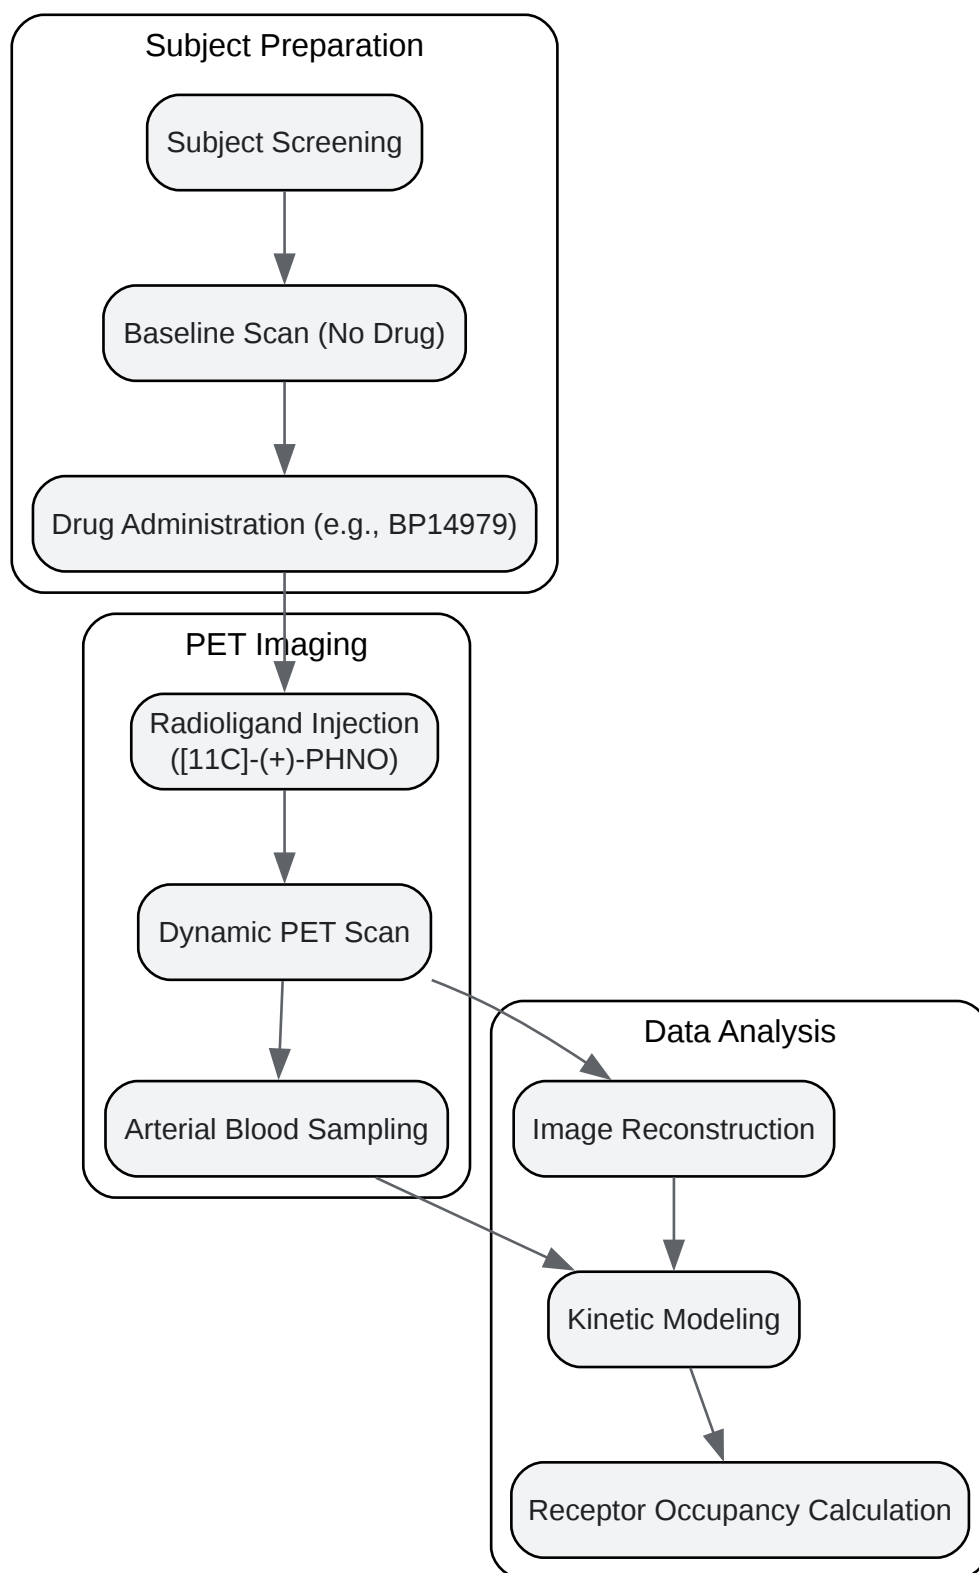 Subject Preparation
Subject Screening
Baseline Scan (No Drug)
Drug Administration (e.g., BP14979)
PET Imaging
Radioligand Injection
([11C]-(+)-PHNO)
Dynamic PET Scan
Arterial Blood Sampling
Data Analysis
Image Reconstruction
Kinetic Modeling
Receptor Occupancy Calculation